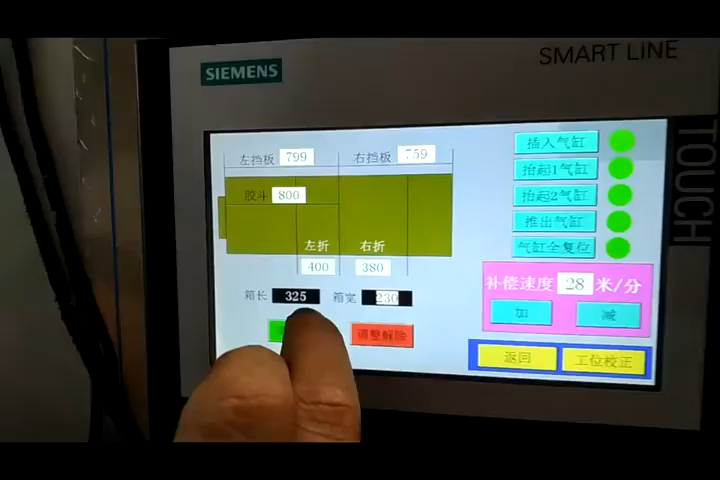 SIEMENS
SMART LINE
TOUCH
左挡板 799
右挡板 759
胶斗 800
左折
右折
400
380
箱长 325
箱宽 230
调整解除
插入气缸
抬起1气缸
抬起2气缸
推出气缸
气缸全复位
补偿速度 28 米/分
加
减
返回
工位校正